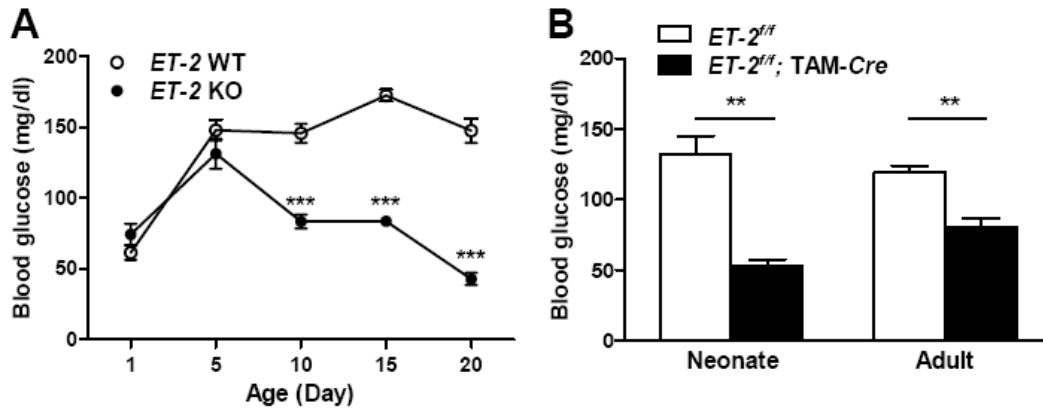 A
200
150
100
50
0
Blood glucose (mg/dl)
ET-2 WT
ET-2 KO
***
***
***
1 5 10 15 20
Age (Day)
B
ET-2f/f
ET-2f/f; TAM-Cre
200
150
100
50
0
Blood glucose (mg/dl)
**
**
Neonate Adult